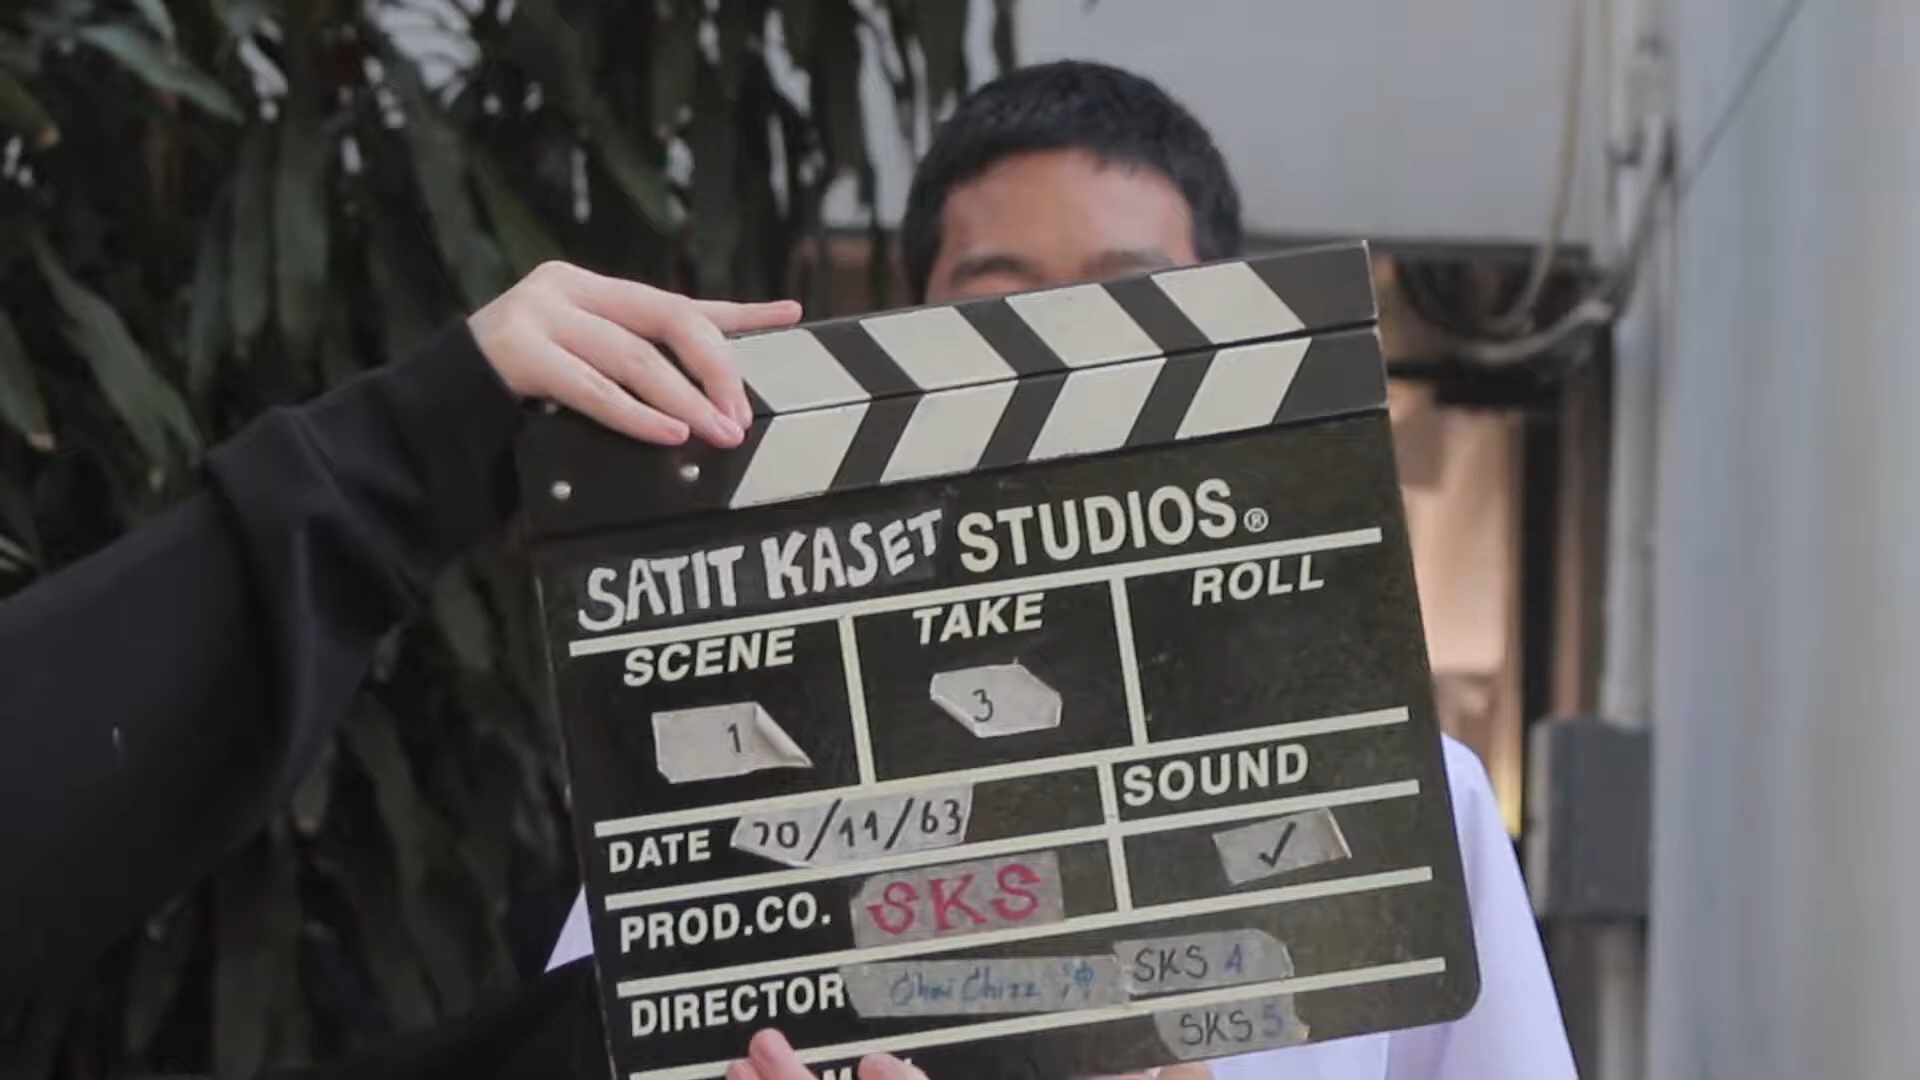 SATIT KASET STUDIOS®
SCENE TAKE ROLL
1 3
SOUND
DATE 20/11/63 ✓
PROD.CO. SKS
DIRECTOR SKS 4
SKS 5